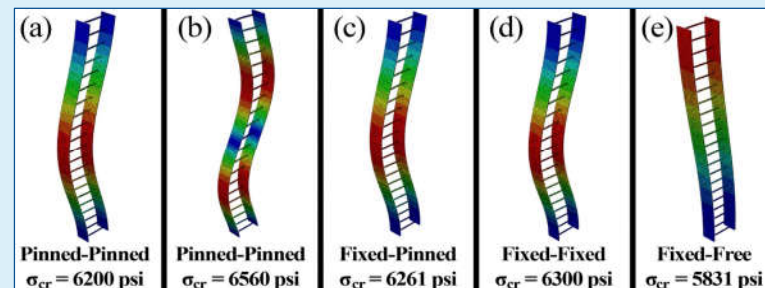 (a)
(b)
(c)
(d)
(e)
Pinned-Pinned
σcr = 6200 psi
Pinned-Pinned
σcr = 6560 psi
Fixed-Pinned
σcr = 6261 psi
Fixed-Fixed
σcr = 6300 psi
Fixed-Free
σcr = 5831 psi